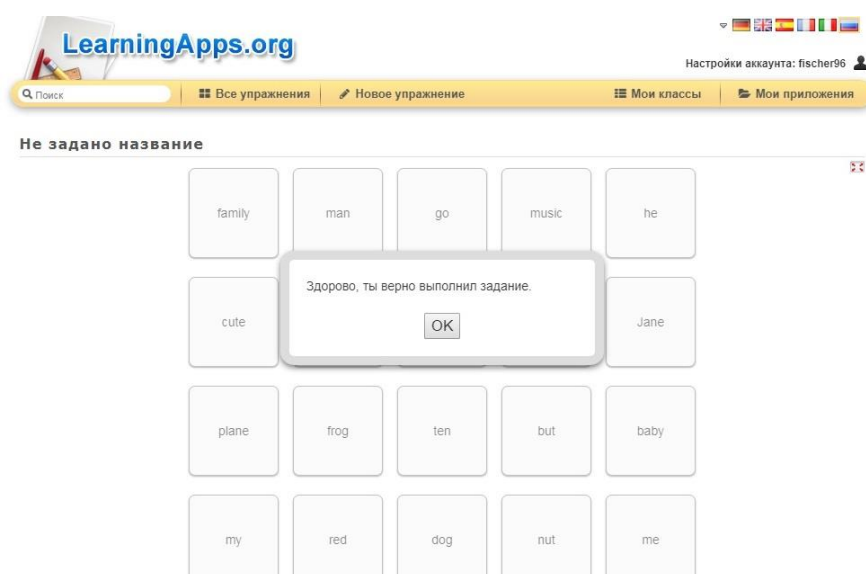 LearningApps.org
Настройки аккаунта: fischer96
Поиск Все упражнения Новое упражнение Мои классы Мои приложения
Не задано название
family man go music he
Здорово, ты верно выполнил задание.
cute OK Jane
plane frog ten but baby
my red dog nut me